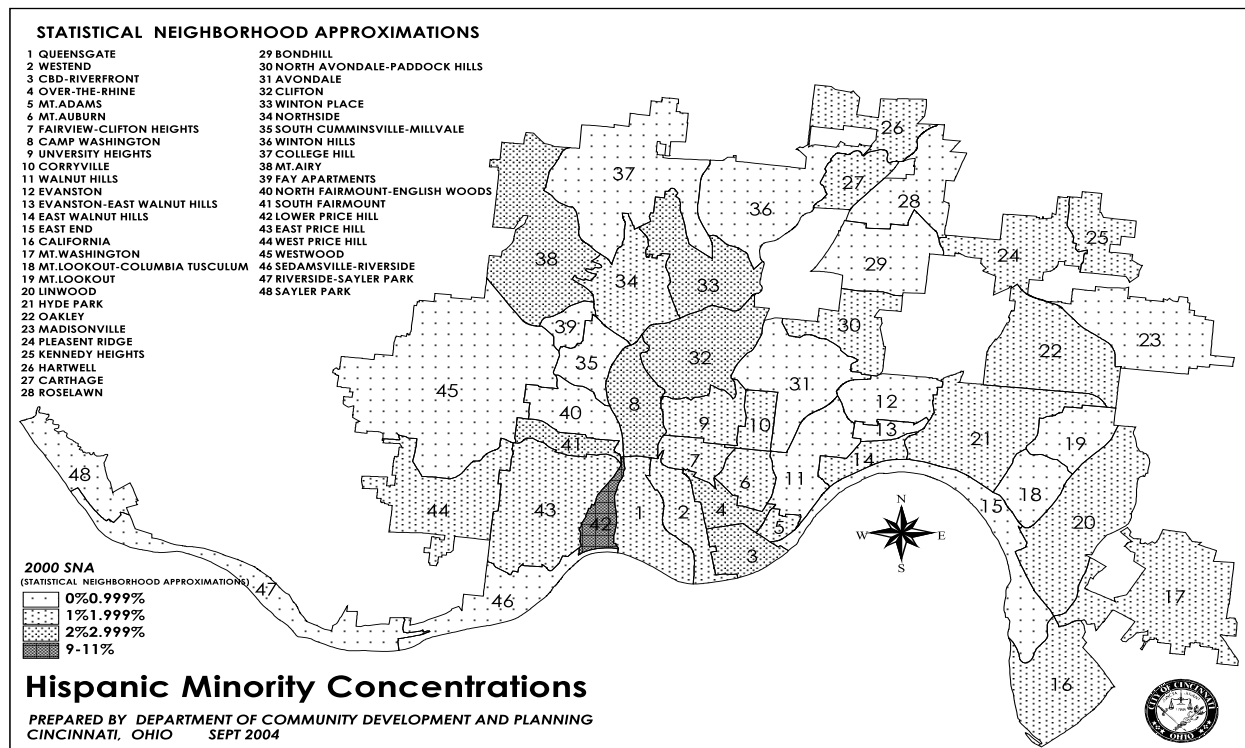 STATISTICAL NEIGHBORHOOD APPROXIMATIONS
1 QUEENSGATE
2 WESTEND
3 CBD-RIVERFRONT
4 OVER-THE-RHINE
5 MT.ADAMS
6 MT.AUBURN
7 FAIRVIEW-CLIFTON HEIGHTS
8 CAMP WASHINGTON
9 UNVERSITY HEIGHTS
10 CORRYVILLE
11 WALNUT HILLS
12 EVANSTON
13 EVANSTON-EAST WALNUT HILLS
14 EAST WALNUT HILLS
15 EAST END
16 CALIFORNIA
17 MT.WASHINGTON
18 MT.LOOKOUT-COLUMBIA TUSCULUM
19 MT.LOOKOUT
20 LINWOOD
21 HYDE PARK
22 OAKLEY
23 MADISONVILLE
24 PLEASENT RIDGE
25 KENNEDY HEIGHTS
26 HARTWELL
27 CARTHAGE
28 ROSELAWN
29 BONDHILL
30 NORTH AVONDALE-PADDOCK HILLS
31 AVONDALE
32 CLIFTON
33 WINTON PLACE
34 NORTHSIDE
35 SOUTH CUMMINSVILLE-MILLVALE
36 WINTON HILLS
37 COLLEGE HILL
38 MT.AIRY
39 FAY APARTMENTS
40 NORTH FAIRMOUNT-ENGLISH WOODS
41 SOUTH FAIRMOUNT
42 LOWER PRICE HILL
43 EAST PRICE HILL
44 WEST PRICE HILL
45 WESTWOOD
46 SEDAMSVILLE-RIVERSIDE
47 RIVERSIDE-SAYLER PARK
48 SAYLER PARK
26
37
27
36
28
25
38
24
29
34
33
39
30
23
22
32
35
31
45
12
40
8
9
10
13
21
19
41
7
14
48
6
11
18
44
43
42
1
2
4
15
20
5
3
47
46
17
16
N
W E
S
2000 SNA
(STATISTICAL NEIGHBORHOOD APPROXIMATIONS)
0%0.999%
1%1.999%
2%2.999%
9-11%
Hispanic Minority Concentrations
PREPARED BY DEPARTMENT OF COMMUNITY DEVELOPMENT AND PLANNING
CINCINNATI, OHIO SEPT 2004
CITY OF CINCINNATI
OHIO